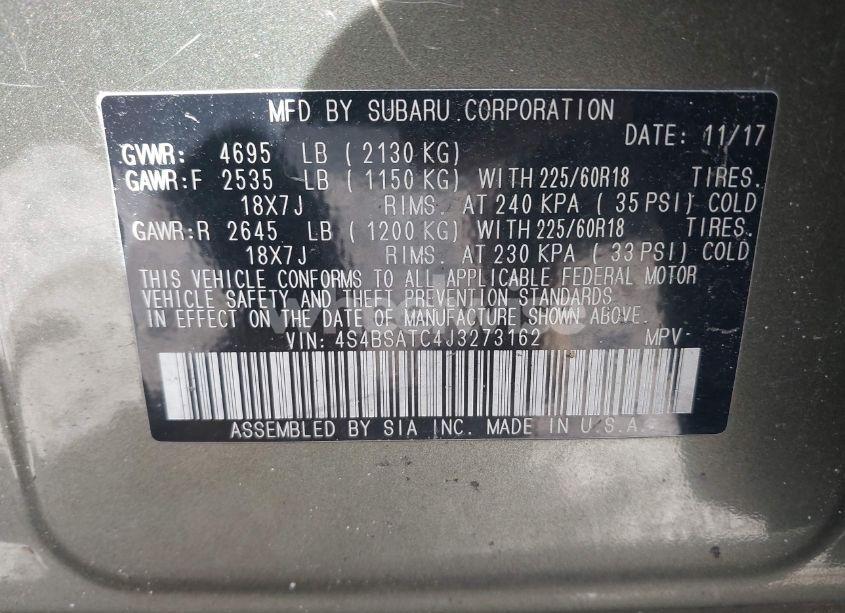 MFD BY SUBARU CORPORATION
DATE: 11/17
GVWR: 4695 LB ( 2130 KG)
GAWR:F 2535 LB ( 1150 KG) WITH 225/60R18 TIRES.
18X7J RIMS. AT 240 KPA ( 35 PSI) COLD
GAWR:R 2645 LB ( 1200 KG) WITH 225/60R18 TIRES.
18X7J RIMS. AT 230 KPA ( 33 PSI) COLD
THIS VEHICLE CONFORMS TO ALL APPLICABLE FEDERAL MOTOR
VEHICLE SAFETY AND THEFT PREVENTION STANDARDS
IN EFFECT ON THE DATE OF MANUFACTURE SHOWN ABOVE.
VIN: 4S4BSATC4J3273162 MPV
ASSEMBLED BY SIA INC. MADE IN U.S.A.